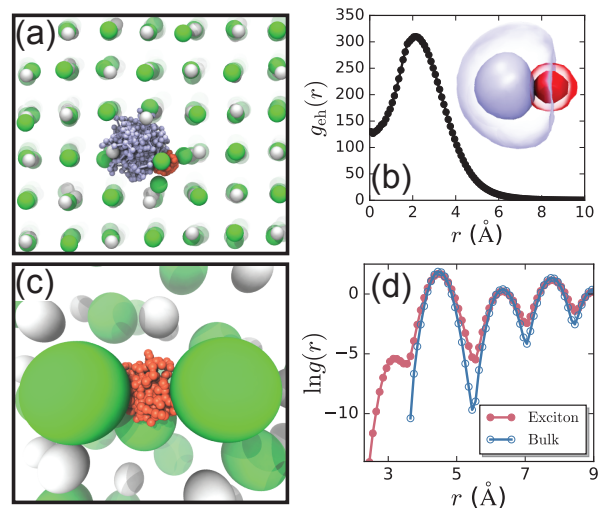 (a)
350
300
250
200
150
100
50
0
g_eh(r)
(b)
0 2 4 6 8 10
r (Å)
(c)
(d)
0
−5
−10
ln g(r)
Exciton
Bulk
3 5 7 9
r (Å)